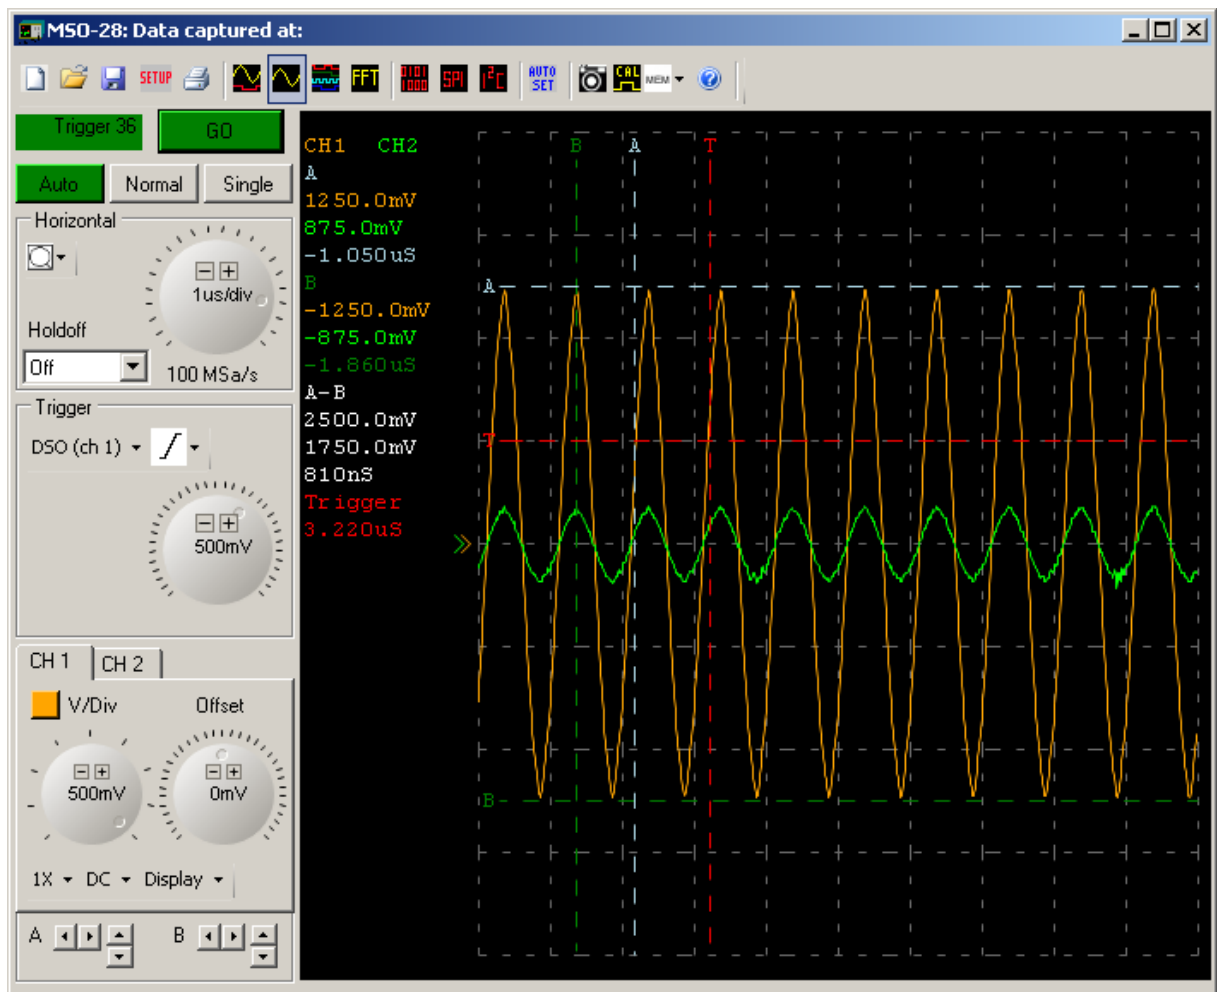 MSO-28: Data captured at:
SETUP FFT 0101 1000 SPI I²C AUTO SET CAL MEM
Trigger 36 GO
Auto Normal Single
Horizontal
1us/div
Holdoff
Off
100 MSa/s
Trigger
DSO (ch 1)
500mV
CH 1 CH 2
V/Div Offset
500mV 0mV
1X DC Display
A B
CH1 CH2
A
1250.0mV
875.0mV
-1.050uS
B
-1250.0mV
-875.0mV
-1.860uS
A-B
2500.0mV
1750.0mV
810nS
Trigger
3.220uS
B A T
A
T
B